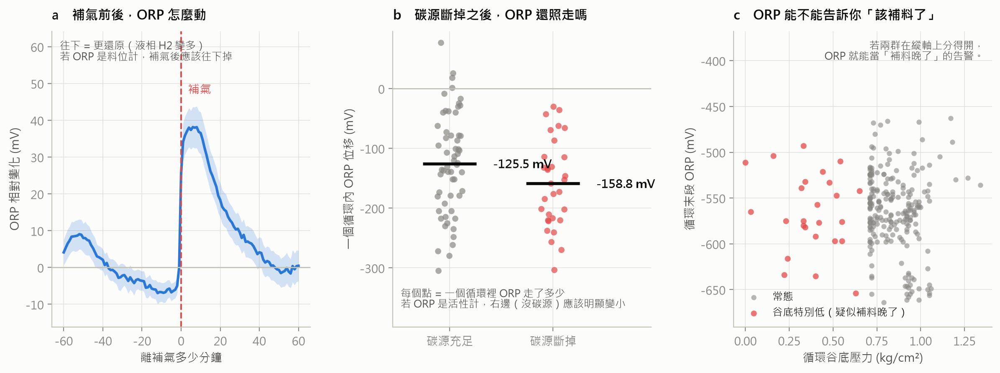 a 補氣前後，ORP 怎麼動
往下 = 更還原（液相 H2 變多）
若 ORP 是料位計，補氣後應該往下掉
補氣
ORP 相對變化 (mV)
60
50
40
30
20
10
0
-10
-60 -40 -20 0 20 40 60
離補氣多少分鐘
b 碳源斷掉之後，ORP 還照走嗎
一個循環內 ORP 位移 (mV)
0
-100
-200
-300
-125.5 mV
-158.8 mV
每個點 = 一個循環裡 ORP 走了多少
若 ORP 是活性計，右邊（沒碳源）應該明顯變小
碳源充足 碳源斷掉
c ORP 能不能告訴你「該補料了」
若兩群在縱軸上分得開，
ORP 就能當「補料晚了」的告警。
循環末段 ORP (mV)
-400
-450
-500
-550
-600
-650
常態
谷底特別低（疑似補料晚了）
0.00 0.25 0.50 0.75 1.00 1.25
循環谷底壓力 (kg/cm²)